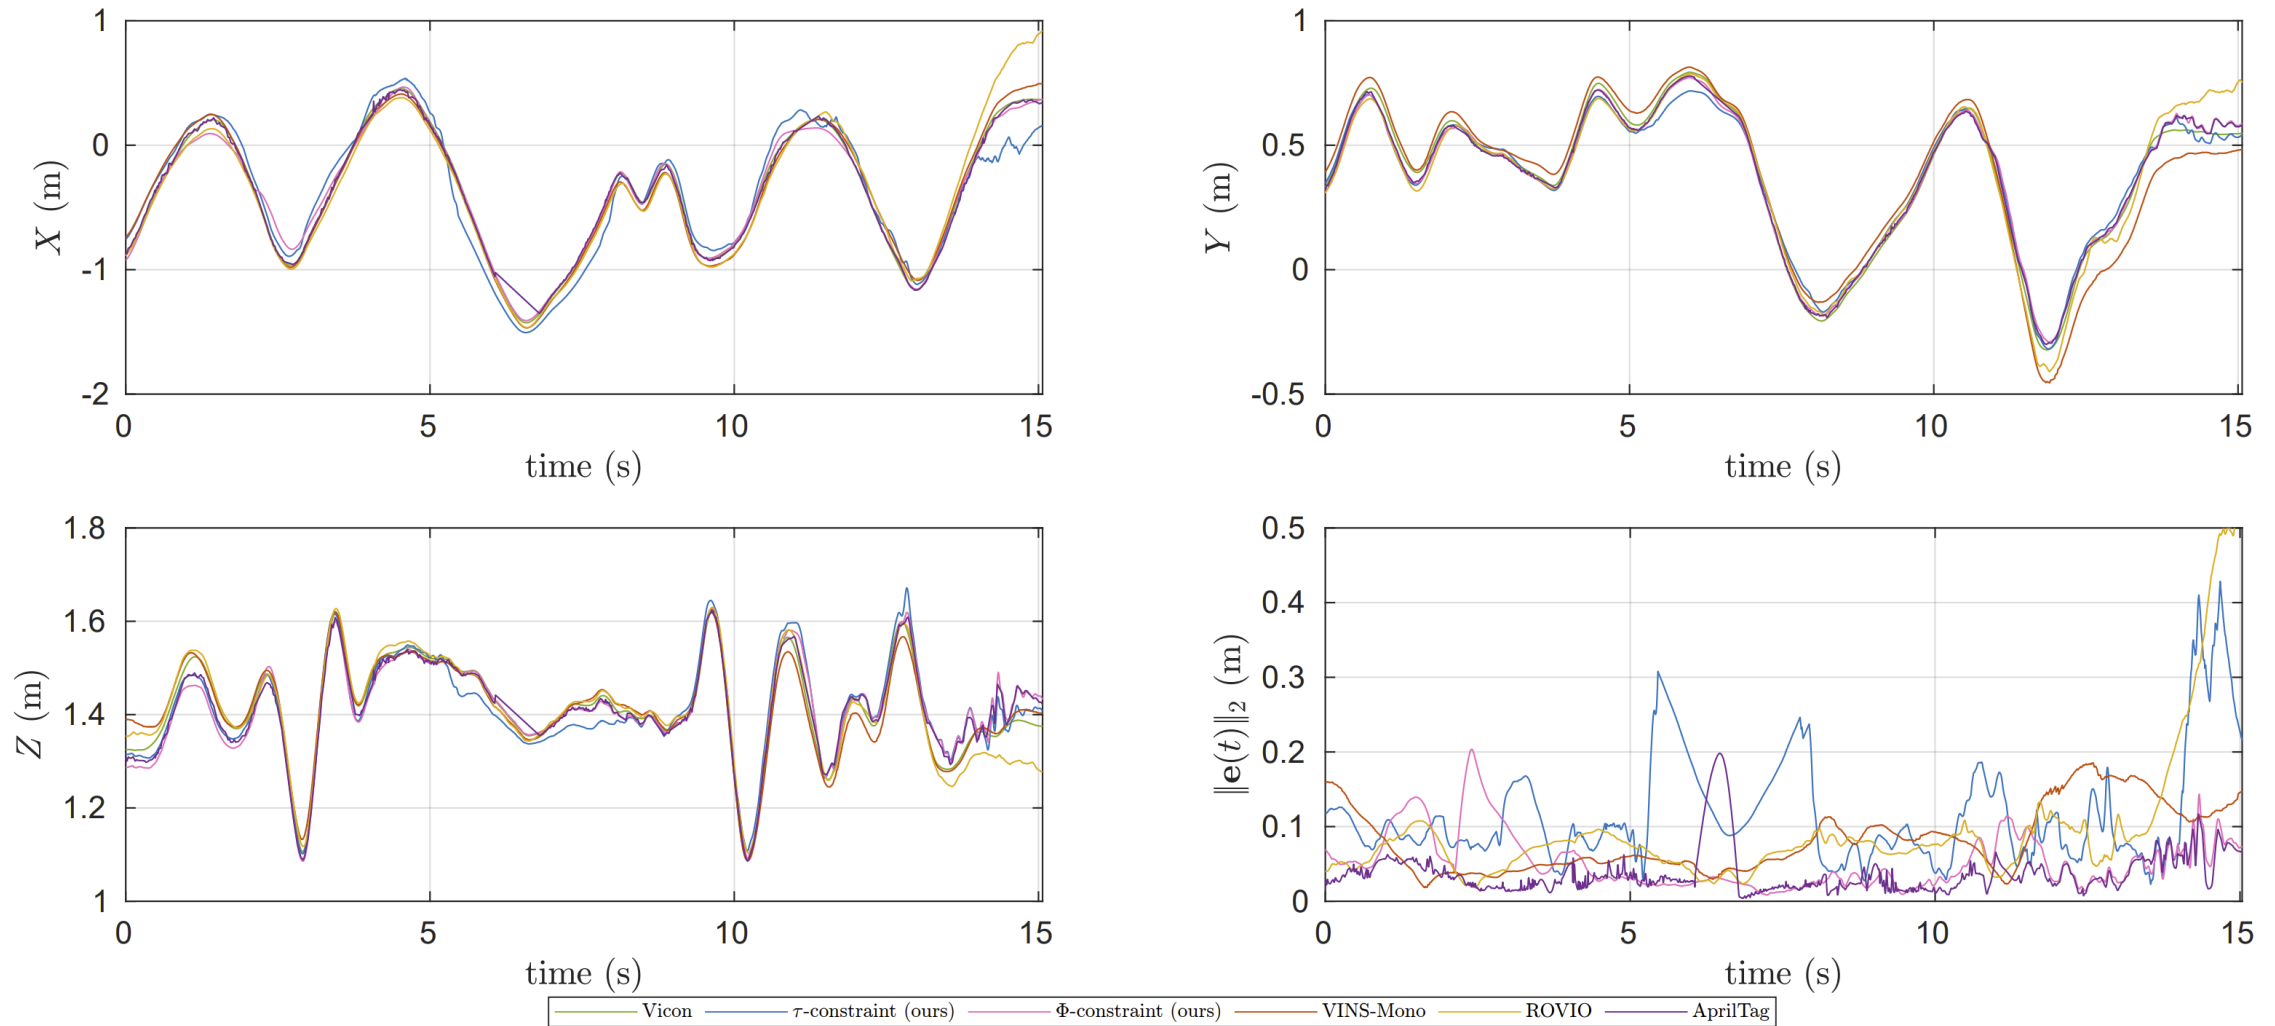 1
0
-1
-2
X (m)
0 5 10 15
time (s)
1
0.5
0
-0.5
Y (m)
0 5 10 15
time (s)
1.8
1.6
1.4
1.2
1
Z (m)
0 5 10 15
time (s)
0.5
0.4
0.3
0.2
0.1
0
‖e(t)‖₂ (m)
0 5 10 15
time (s)
Vicon τ-constraint (ours) Φ-constraint (ours) VINS-Mono ROVIO AprilTag